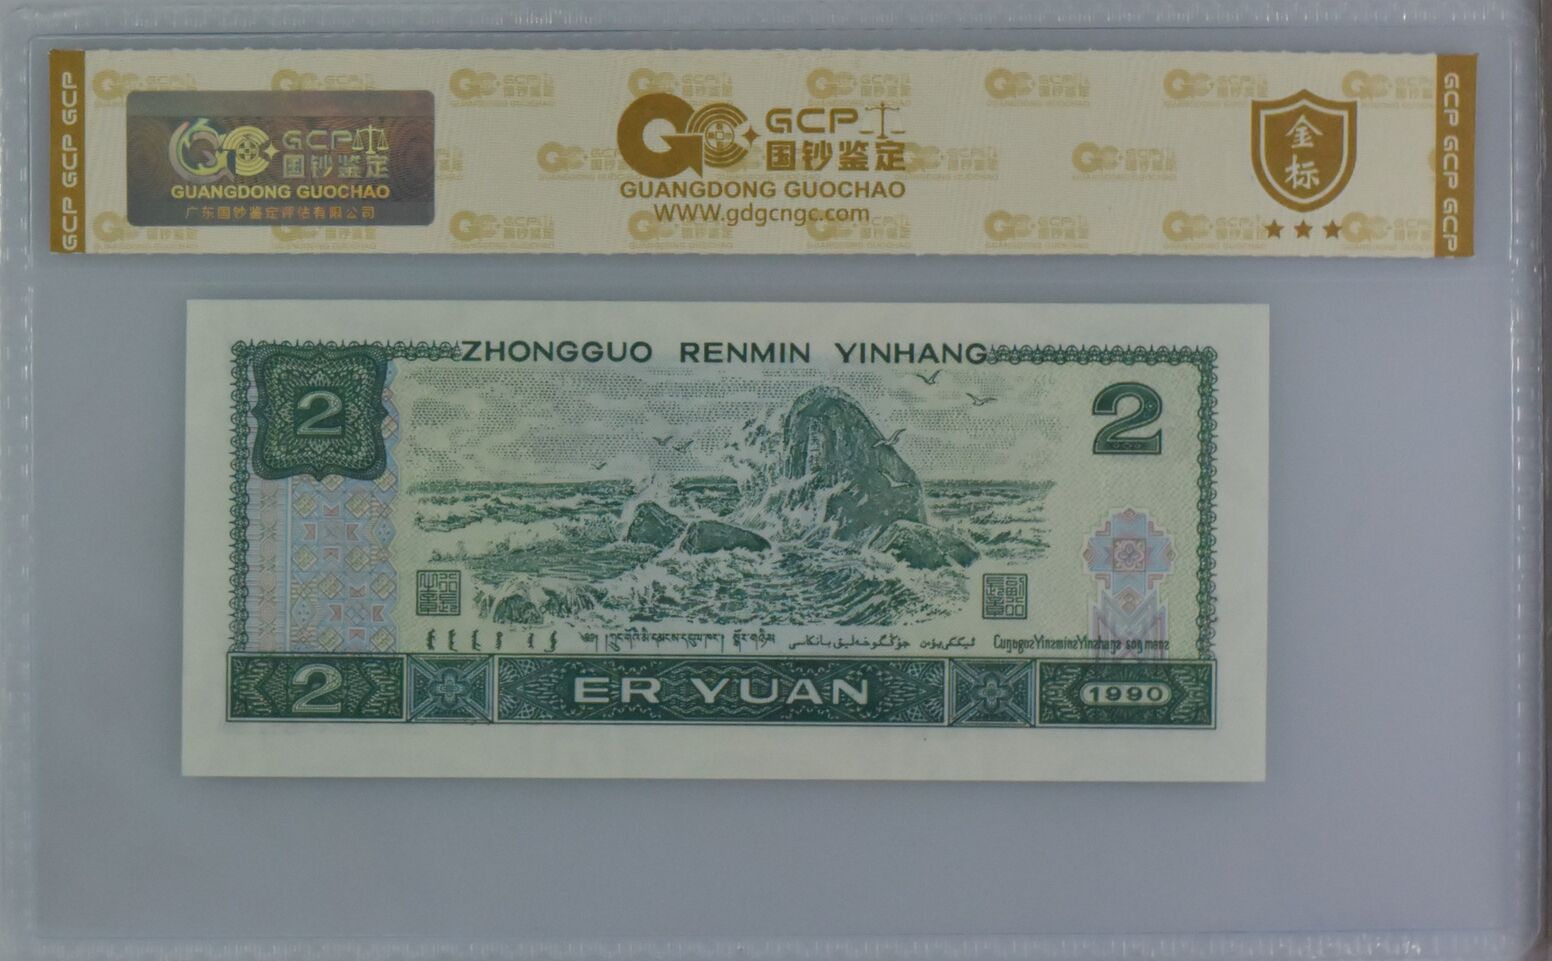 GCP GCP GCP
GCP 国钞鉴定
GUANGDONG GUOCHAO
广东国钞鉴定评估有限公司
GCP
国钞鉴定
GUANGDONG GUOCHAO
WWW.gdgcngc.com
金标
GCP GCP GCP
ZHONGGUO RENMIN YINHANG
2
2
2 ER YUAN 1990